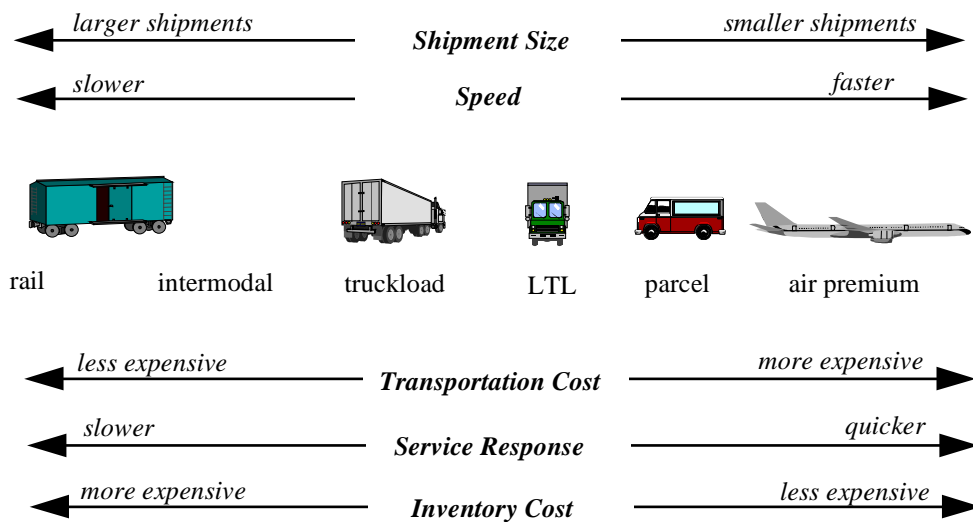 larger shipments Shipment Size smaller shipments
slower Speed faster
rail intermodal truckload LTL parcel air premium
less expensive Transportation Cost more expensive
slower Service Response quicker
more expensive Inventory Cost less expensive